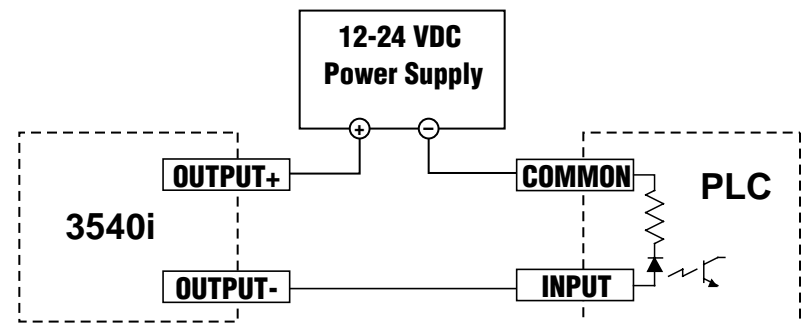 12-24 VDC
Power Supply
+ −
OUTPUT+
COMMON
PLC
3540i
OUTPUT-
INPUT